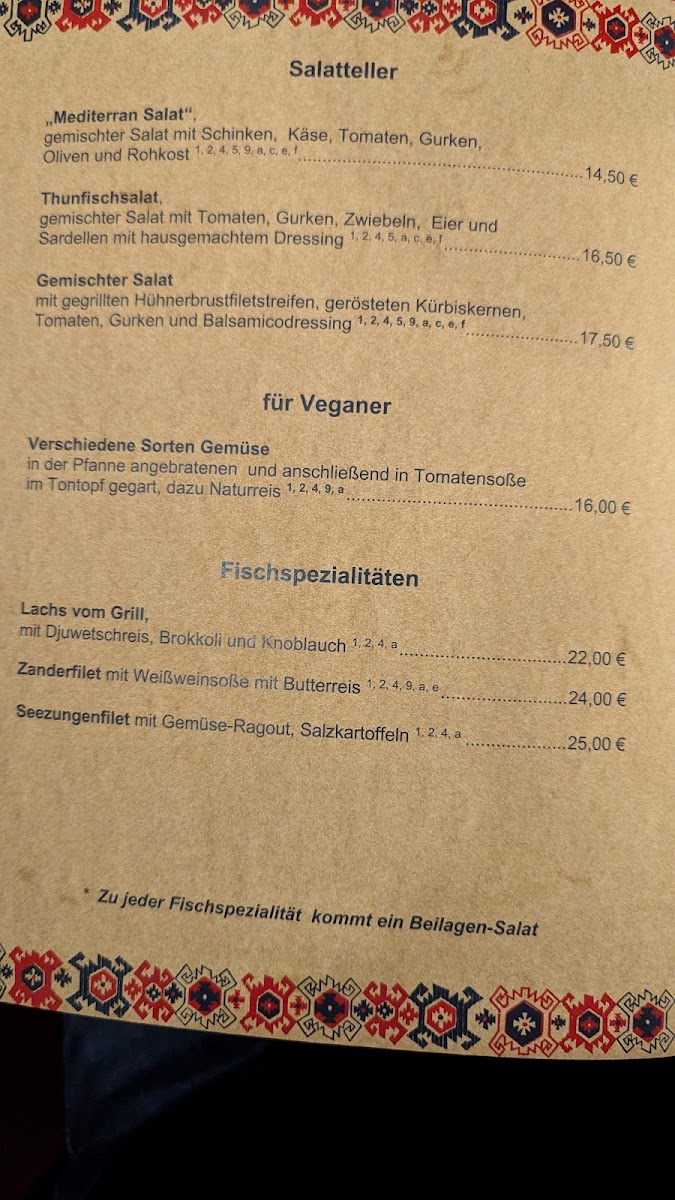 Salatteller
„Mediterran Salat“,
gemischter Salat mit Schinken, Käse, Tomaten, Gurken,
Oliven und Rohkost 1, 2, 4, 5, 9, a, c, e, f ........ 14,50 €
Thunfischsalat,
gemischter Salat mit Tomaten, Gurken, Zwiebeln, Eier und
Sardellen mit hausgemachtem Dressing 1, 2, 4, 5, a, c, e, f ........ 16,50 €
Gemischter Salat
mit gegrillten Hühnerbrustfiletstreifen, gerösteten Kürbiskernen,
Tomaten, Gurken und Balsamicodressing 1, 2, 4, 5, 9, a, c, e, f ........ 17,50 €
für Veganer
Verschiedene Sorten Gemüse
in der Pfanne angebratenen und anschließend in Tomatensoße
im Tontopf gegart, dazu Naturreis 1, 2, 4, 9, a ........ 16,00 €
Fischspezialitäten
Lachs vom Grill,
mit Djuwetschreis, Brokkoli und Knoblauch 1, 2, 4, a ........ 22,00 €
Zanderfilet mit Weißweinsoße mit Butterreis 1, 2, 4, 9, a, e ........ 24,00 €
Seezungenfilet mit Gemüse-Ragout, Salzkartoffeln 1, 2, 4, a ........ 25,00 €
* Zu jeder Fischspezialität kommt ein Beilagen-Salat